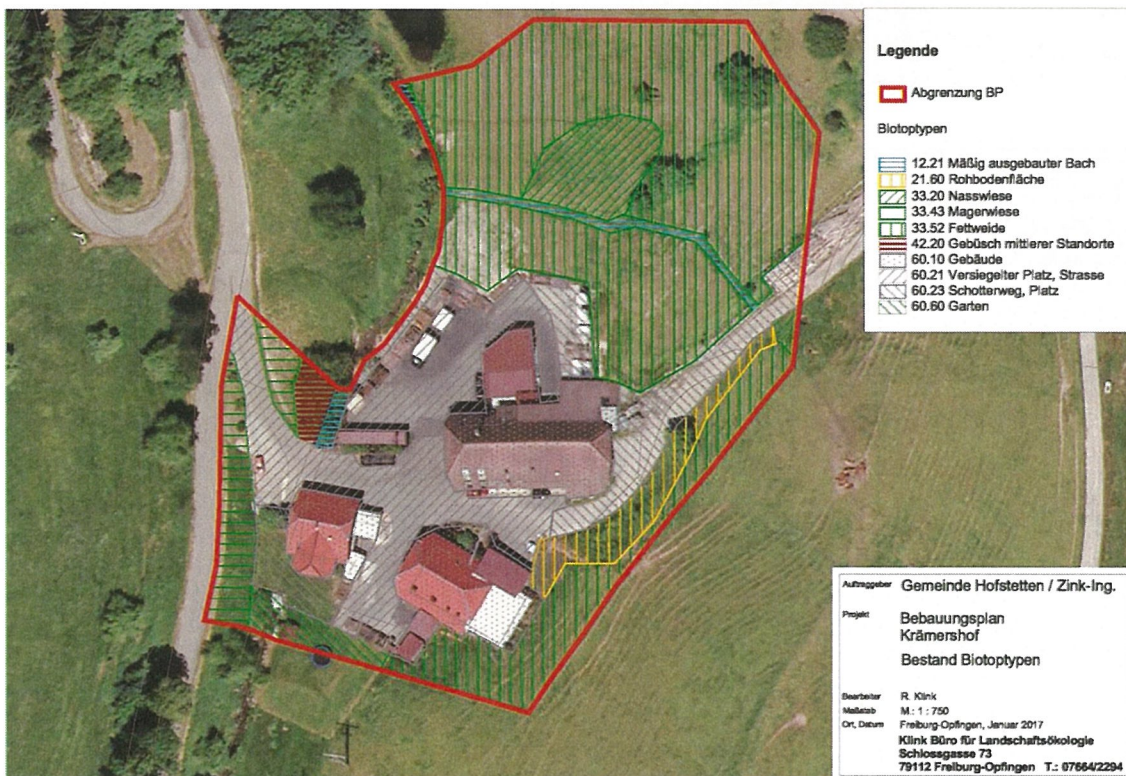 Legende
Abgrenzung BP
Biotoptypen
12.21 Mäßig ausgebauter Bach
21.60 Rohbodenfläche
33.20 Nasswiese
33.43 Magerwiese
33.52 Fettweide
42.20 Gebüsch mittlerer Standorte
60.10 Gebäude
60.21 Versiegelter Platz, Strasse
60.23 Schotterweg, Platz
60.60 Garten
Auftraggeber Gemeinde Hofstetten / Zink-Ing.
Projekt Bebauungsplan
Krämershof
Bestand Biotoptypen
Bearbeiter R. Klink
Maßstab M.: 1 : 750
Ort, Datum Freiburg-Opfingen, Januar 2017
Klink Büro für Landschaftsökologie
Schlossgasse 73
79112 Freiburg-Opfingen T.: 07664/2294